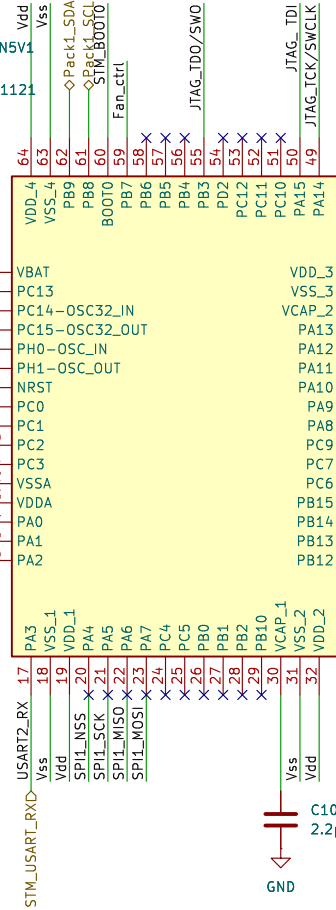 Vdd
Vss
Pack1_SDA
Pack1_SCL
STM_BOOT0
Fan_ctrl
JTAG_TDO/SWO
JTAG_TDI
JTAG_TCK/SWCLK
N5V1
1121
64
63
62
61
60
59
58
57
56
55
54
53
52
51
50
49
VDD_4
VSS_4
PB9
PB8
BOOT0
PB7
PB6
PB5
PB4
PB3
PD2
PC12
PC11
PC10
PA15
PA14
VBAT
PC13
PC14-OSC32_IN
PC15-OSC32_OUT
PH0-OSC_IN
PH1-OSC_OUT
NRST
PC0
PC1
PC2
PC3
VSSA
VDDA
PA0
PA1
PA2
VDD_3
VSS_3
VCAP_2
PA13
PA12
PA11
PA10
PA9
PA8
PC9
PC7
PC6
PB15
PB14
PB13
PB12
PA3
VSS_1
VDD_1
PA4
PA5
PA6
PA7
PC4
PC5
PB0
PB1
PB2
PB10
VCAP_1
VSS_2
VDD_2
17
18
19
20
21
22
23
24
25
26
27
28
29
30
31
32
USART2_RX
Vss
Vdd
SPI1_NSS
SPI1_SCK
SPI1_MISO
SPI1_MOSI
Vss
Vdd
STM_USART_RXD
C10
2.2
GND